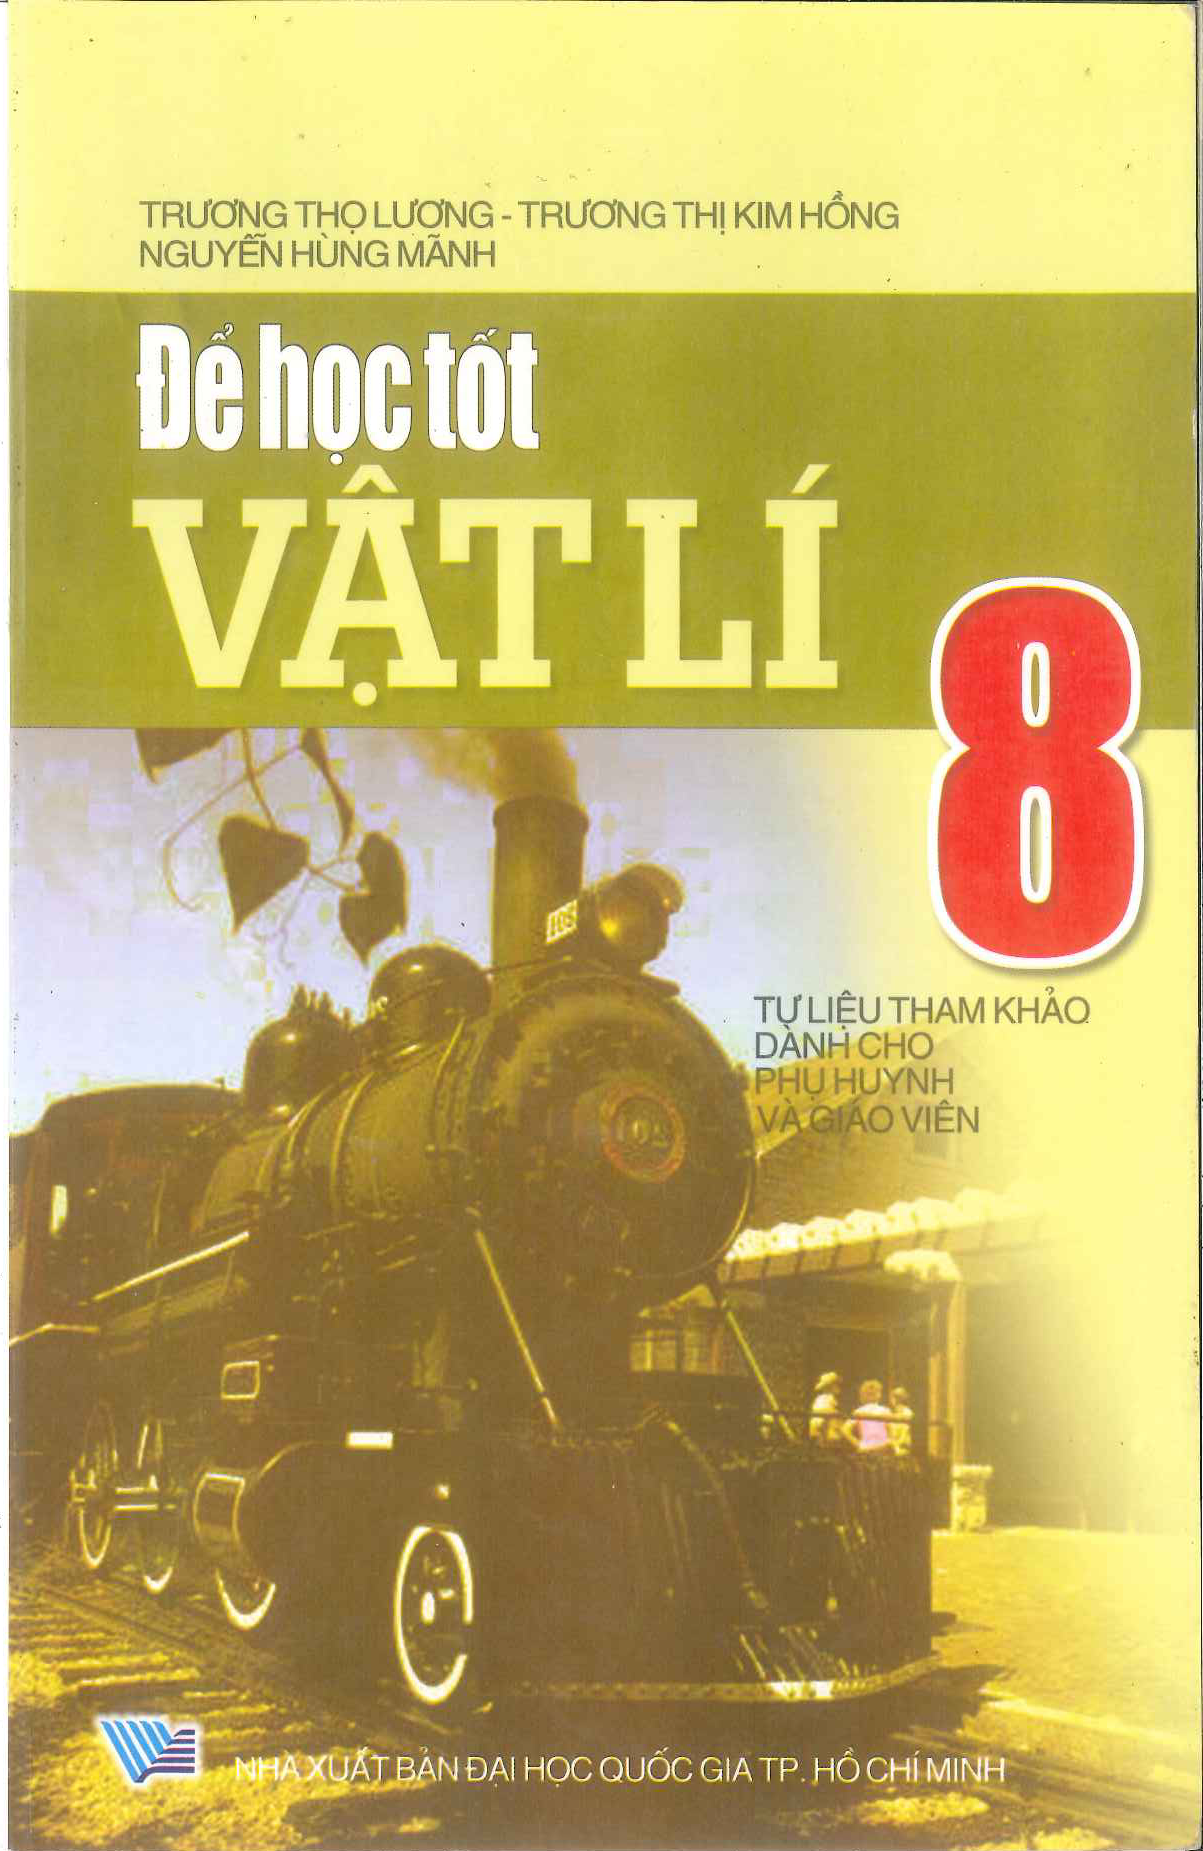 TRƯƠNG THỌ LƯƠNG - TRƯƠNG THỊ KIM HỒNG
NGUYỄN HÙNG MÃNH
Để học tốt
VẬT LÍ
8
TƯ LIỆU THAM KHẢO
DÀNH CHO
PHỤ HUYNH
VÀ GIÁO VIÊN
NHÀ XUẤT BẢN ĐẠI HỌC QUỐC GIA TP. HỒ CHÍ MINH